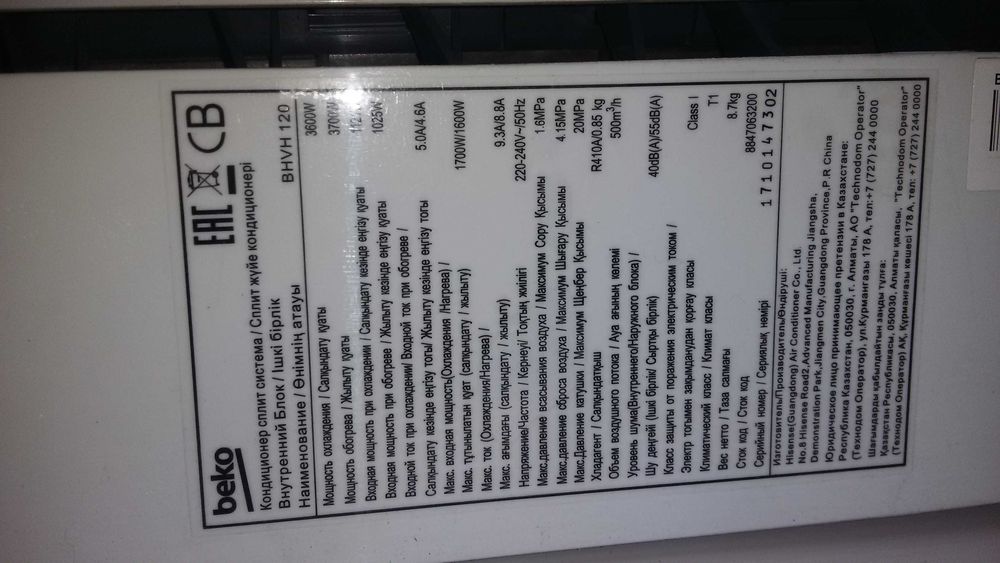 beko EAC CB
Кондиционер сплит система / Сплит жүйе кондиционері
Внутренний Блок / Ішкі бірлік
Наименование / Өнімнің атауы BHVH 120
Мощность охлаждения / Салқындату қуаты 3600W
Мощность обогрева / Жылыту қуаты 3700W
Входная мощность при охлаждении / Салқындату кезінде енгізу қуаты
Входная мощность при обогреве / Жылыту кезінде енгізу қуаты 1025W
Входной ток при охлаждении/ Входной ток при обогреве /
Салқындату кезінде енгізу тогы/ Жылыту кезінде енгізу тогы 5.0A/4.6A
Макс. входная мощность(Охлаждения /Нагрева) /
Макс. тұтынылатын қуат (салқындату / жылыту) 1700W/1600W
Макс. ток (Охлаждения/Нагрева) /
Макс. ағымдағы (салқындату / жылыту) 9.3A/8.8A
Напряжение/Частота / Кернеуі/ Тоқтың жиілігі 220-240V~/50Hz
Макс.давление всасывания воздуха / Максимум Сору Қысымы 1.6MPa
Макс.давление оброса воздуха / Максимум Шығару Қысымы 4.15MPa
Макс.Давление катушки / Максимум Щеңбер Қысымы 20MPa
Хладагент / Салқындатқыш R410A/0.85 kg
Объем воздушного потока / Ауа ағының көлемі 500m³/h
Уровень шума(Внутреннего/Наружного блока) /
Шу деңгейі (Ішкі бірлік/ Сыртқы бірлік) 40dB(A)/55dB(A)
Класс защиты от поражения электрическим током /
Электр тогымен зақымданудан қорғау класы Class I
Климатический класс / Климат класы T1
Вес нетто / Таза салмағы 8.7kg
Сток код / Сток код 8847063200
Серийный номер / Сериялық нөмірі 171014 7302
Изготовитель/Производитель/Өндіруші:
Hisense(Guangdong) Air Conditioner Co., Ltd.
No.8 Hisense Road2,Advanced Manufacturing Jiangsha,
Demonstration Park,Jiangmen City,Guangdong Province,P.R China
Юридическое лицо принимающее претензии в Казахстане:
Республика Казахстан, 050030, г. Алматы, АО "Technodom Operator"
(Технодом Оператор), ул.Курмангазы 178 А, тел:+7 (727) 244 0000
Шағымдарды қабылдайтын заңды тұлға:
Қазақстан Республикасы, 050030, Алматы қаласы, "Technodom Operator"
(Технодом Оператор) АҚ, Құрманғазы көшесі 178 А, тел: +7 (727) 244 0000